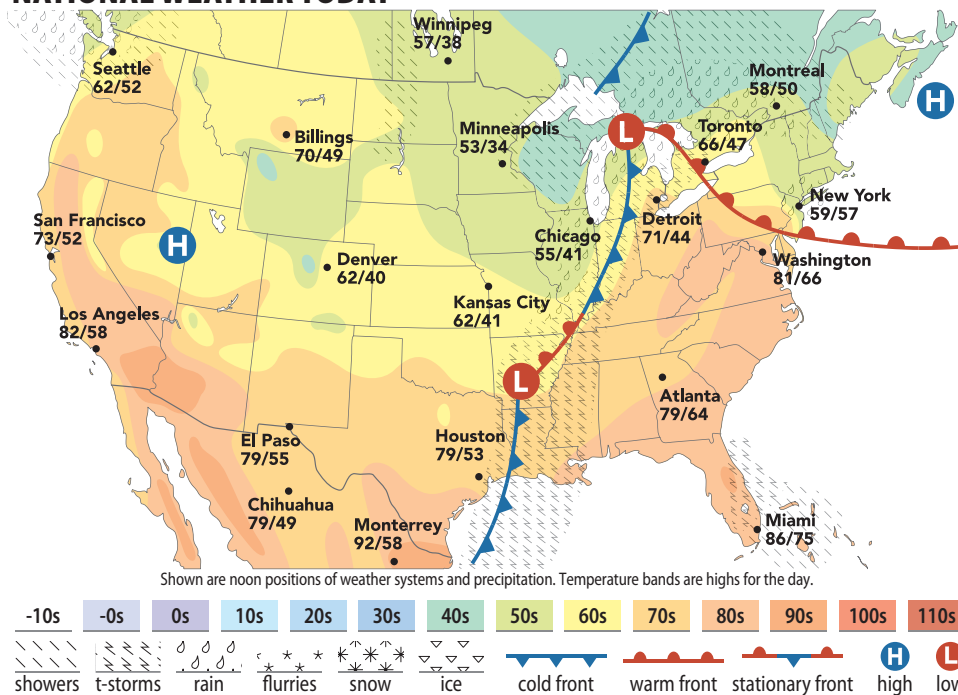 NATIONAL WEATHER TODAY
Winnipeg
57/38
Seattle
62/52
Montreal
58/50
H
Billings
70/49
Minneapolis
53/34
L
Toronto
66/47
San Francisco
73/52
H
New York
59/57
Detroit
71/44
Chicago
55/41
Denver
62/40
Washington
81/66
Kansas City
62/41
Los Angeles
82/58
L
Atlanta
79/64
El Paso
79/55
Houston
79/53
Chihuahua
79/49
Monterrey
92/58
Miami
86/75
Shown are noon positions of weather systems and precipitation. Temperature bands are highs for the day.
-10s -0s 0s 10s 20s 30s 40s 50s 60s 70s 80s 90s 100s 110s
H L
showers t-storms rain flurries snow ice cold front warm front stationary front high low